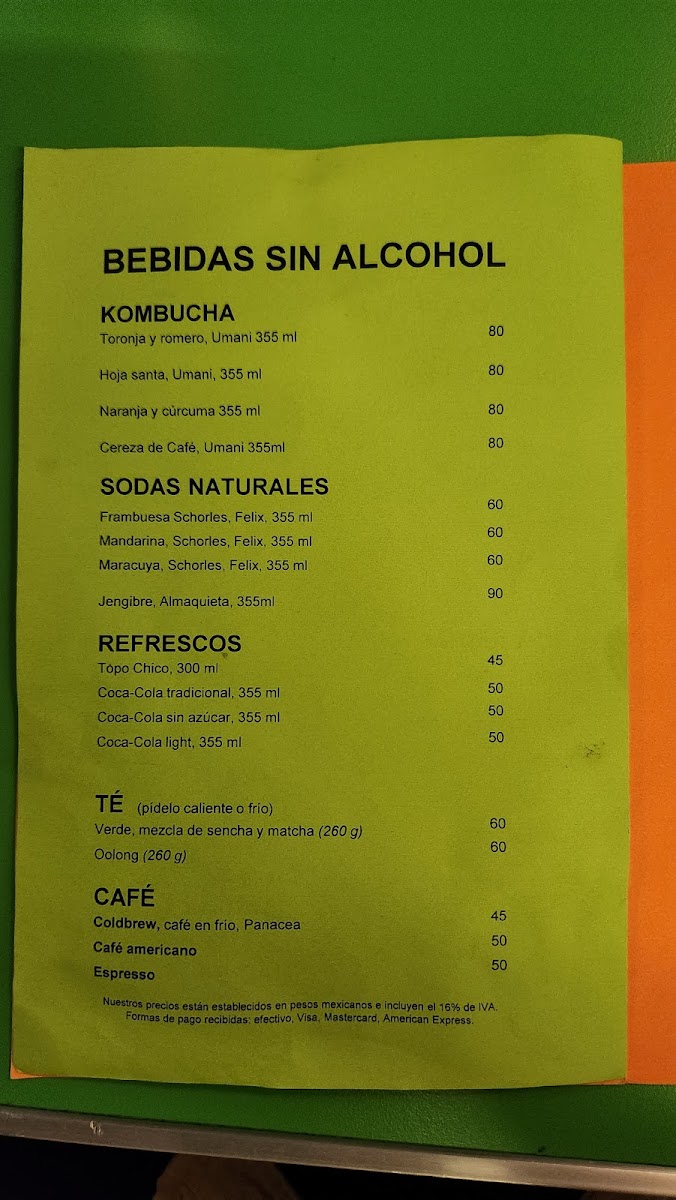 BEBIDAS SIN ALCOHOL
KOMBUCHA
Toronja y romero, Umani 355 ml 80
Hoja santa, Umani, 355 ml 80
Naranja y cúrcuma 355 ml 80
Cereza de Café, Umani 355ml 80
SODAS NATURALES
Frambuesa Schorles, Felix, 355 ml 60
Mandarina, Schorles, Felix, 355 ml 60
Maracuya, Schorles, Felix, 355 ml 60
Jengibre, Almaquieta, 355ml 90
REFRESCOS
Topo Chico, 300 ml 45
Coca-Cola tradicional, 355 ml 50
Coca-Cola sin azúcar, 355 ml 50
Coca-Cola light, 355 ml 50
TÉ (pídelo caliente o frío)
Verde, mezcla de sencha y matcha (260 g) 60
Oolong (260 g) 60
CAFÉ
Coldbrew, café en frío, Panacea 45
Café americano 50
Espresso 50
Nuestros precios están establecidos en pesos mexicanos e incluyen el 16% de IVA.
Formas de pago recibidas: efectivo, Visa, Mastercard, American Express.